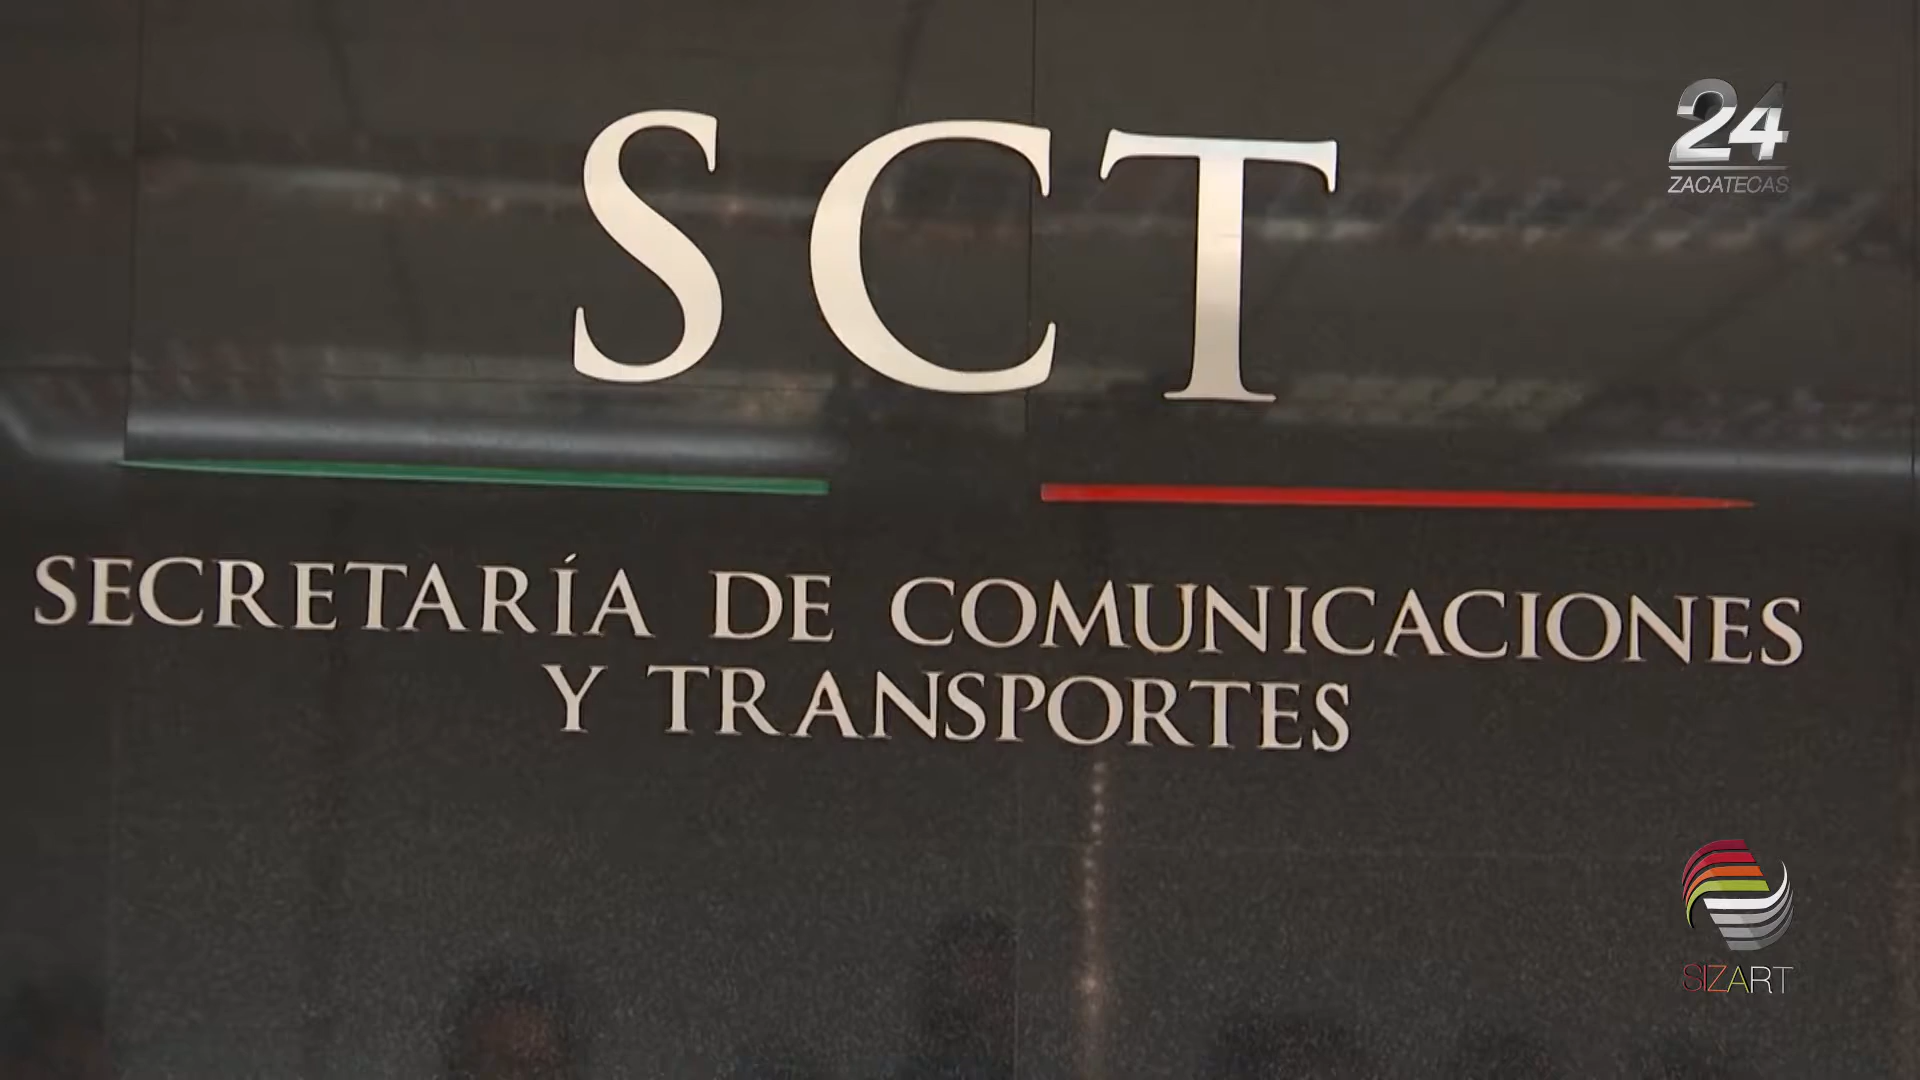 SCT
24
ZACATECAS
SECRETARÍA DE COMUNICACIONES
Y TRANSPORTES
SIZART